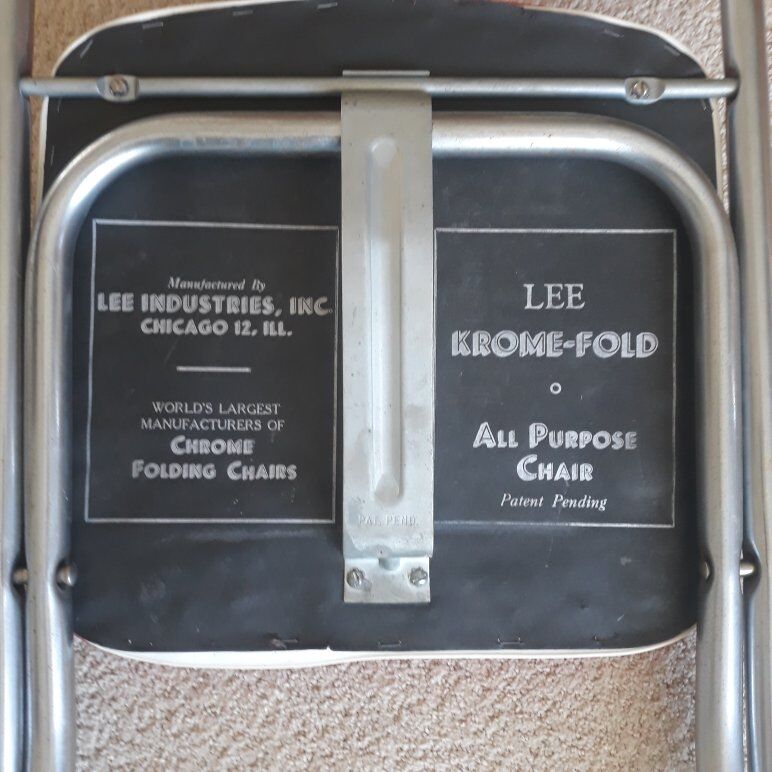 Manufactured By
LEE INDUSTRIES, INC.
CHICAGO 12, ILL.
WORLD'S LARGEST
MANUFACTURERS OF
CHROME
FOLDING CHAIRS
PAT. PEND.
LEE
KROME-FOLD
ALL PURPOSE
CHAIR
Patent Pending